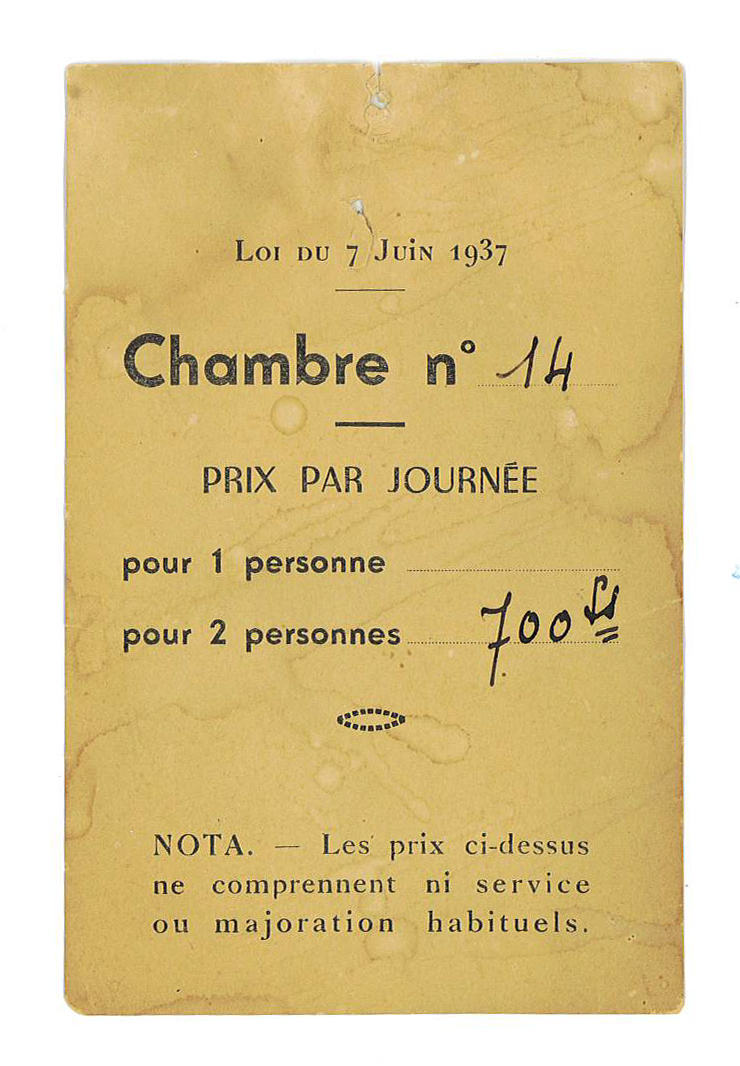 Loi du 7 Juin 1937
Chambre n° 14
PRIX PAR JOURNÉE
pour 1 personne
pour 2 personnes 700 frs
NOTA. — Les prix ci-dessus
ne comprennent ni service
ou majoration habituels.